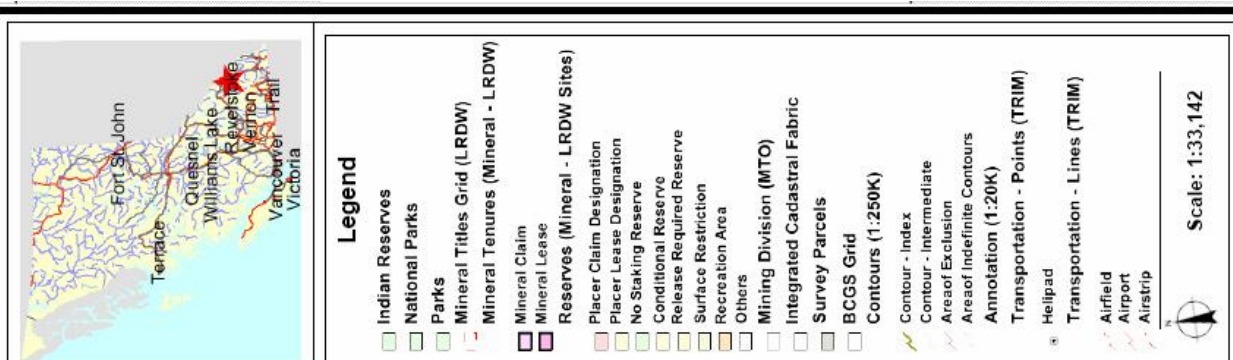 Fort St. John
Terrace
Quesnel
Williams Lake
Revelstoke
Vernon
Vancouver
Trail
Victoria
Legend
Indian Reserves
National Parks
Parks
Mineral Titles Grid (LRDW)
Mineral Tenures (Mineral - LRDW)
Mineral Claim
Mineral Lease
Reserves (Mineral - LRDW Sites)
Placer Claim Designation
Placer Lease Designation
No Staking Reserve
Conditional Reserve
Release Required Reserve
Surface Restriction
Recreation Area
Others
Mining Division (MTO)
Integrated Cadastral Fabric
Survey Parcels
BCGS Grid
Contours (1:250K)
Contour - Index
Contour - Intermediate
Areaof Exclusion
Areaof Indefinite Contours
Annotation (1:20K)
Transportation - Points (TRIM)
Helipad
Transportation - Lines (TRIM)
Airfield
Airport
Airstrip
N
Scale: 1:33,142